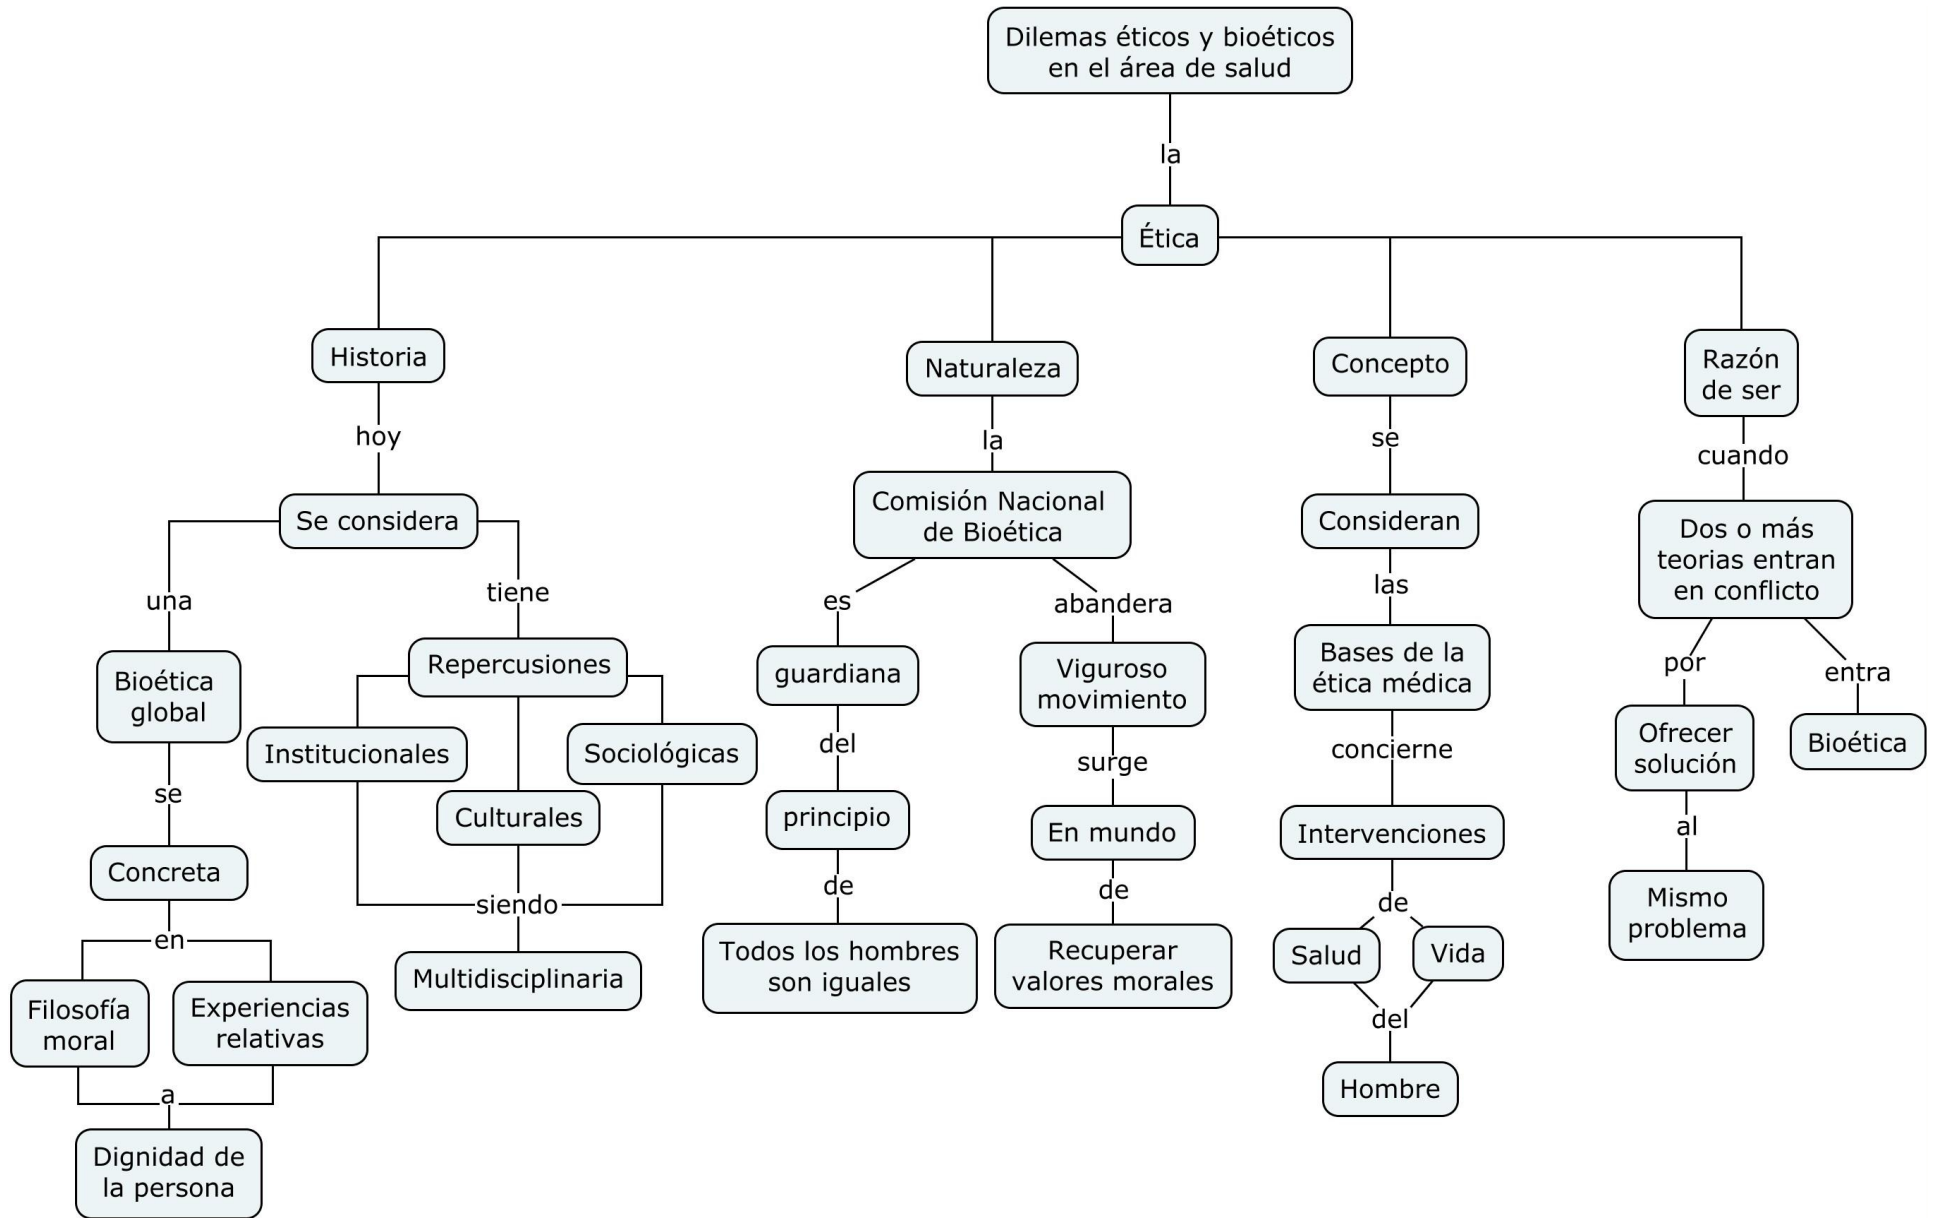 Dilemas éticos y bioéticos
en el área de salud
la
Ética
Historia
hoy
Se considera
una
Bioética
global
se
Concreta
en
Filosofía
moral
Experiencias
relativas
a
Dignidad de
la persona
tiene
Repercusiones
Institucionales
Culturales
Sociológicas
siendo
Multidisciplinaria
Naturaleza
la
Comisión Nacional
de Bioética
es
guardiana
del
principio
de
Todos los hombres
son iguales
abandera
Viguroso
movimiento
surge
En mundo
de
Recuperar
valores morales
Concepto
se
Consideran
las
Bases de la
ética médica
concierne
Intervenciones
de
Salud
Vida
del
Hombre
Razón
de ser
cuando
Dos o más
teorias entran
en conflicto
por
Ofrecer
solución
al
Mismo
problema
entra
Bioética